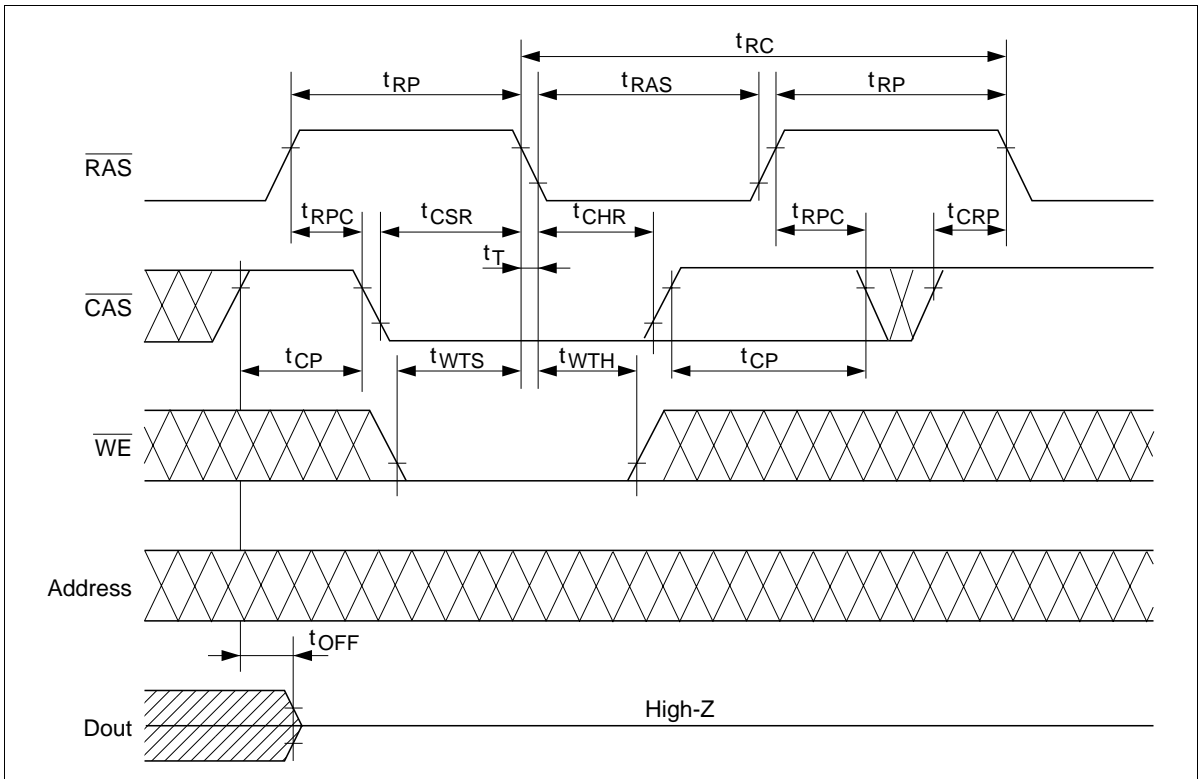 tRC
tRP tRAS tRP
RAS
tRPC tCSR tCHR tRPC tCRP
tT
CAS
tCP tWTS tWTH tCP
WE
Address
tOFF
High-Z
Dout